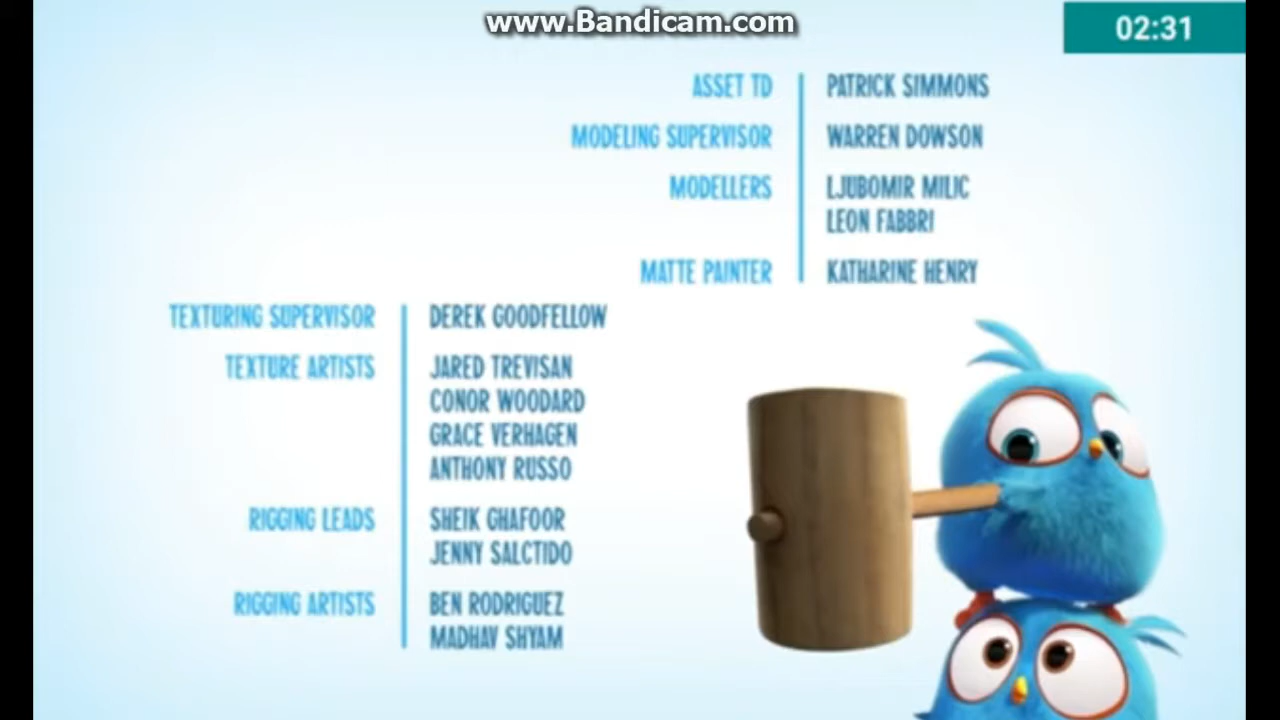 www.Bandicam.com
02:31
ASSET TD PATRICK SIMMONS
MODELING SUPERVISOR WARREN DOWSON
MODELLERS LJUBOMIR MILIC
LEON FABBRI
MATTE PAINTER KATHARINE HENRY
TEXTURING SUPERVISOR DEREK GOODFELLOW
TEXTURE ARTISTS JARED TREVISAN
CONOR WOODARD
GRACE VERHAGEN
ANTHONY RUSSO
RIGGING LEADS SHEIK GHAFOOR
JENNY SALCTIDO
RIGGING ARTISTS BEN RODRIGUEZ
MADHAV SHYAM